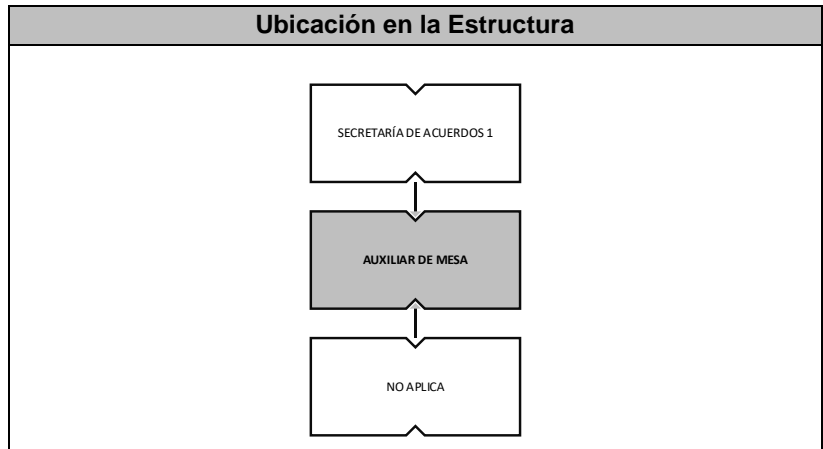 Ubicación en la Estructura
SECRETARÍA DE ACUERDOS 1
AUXILIAR DE MESA
NO APLICA